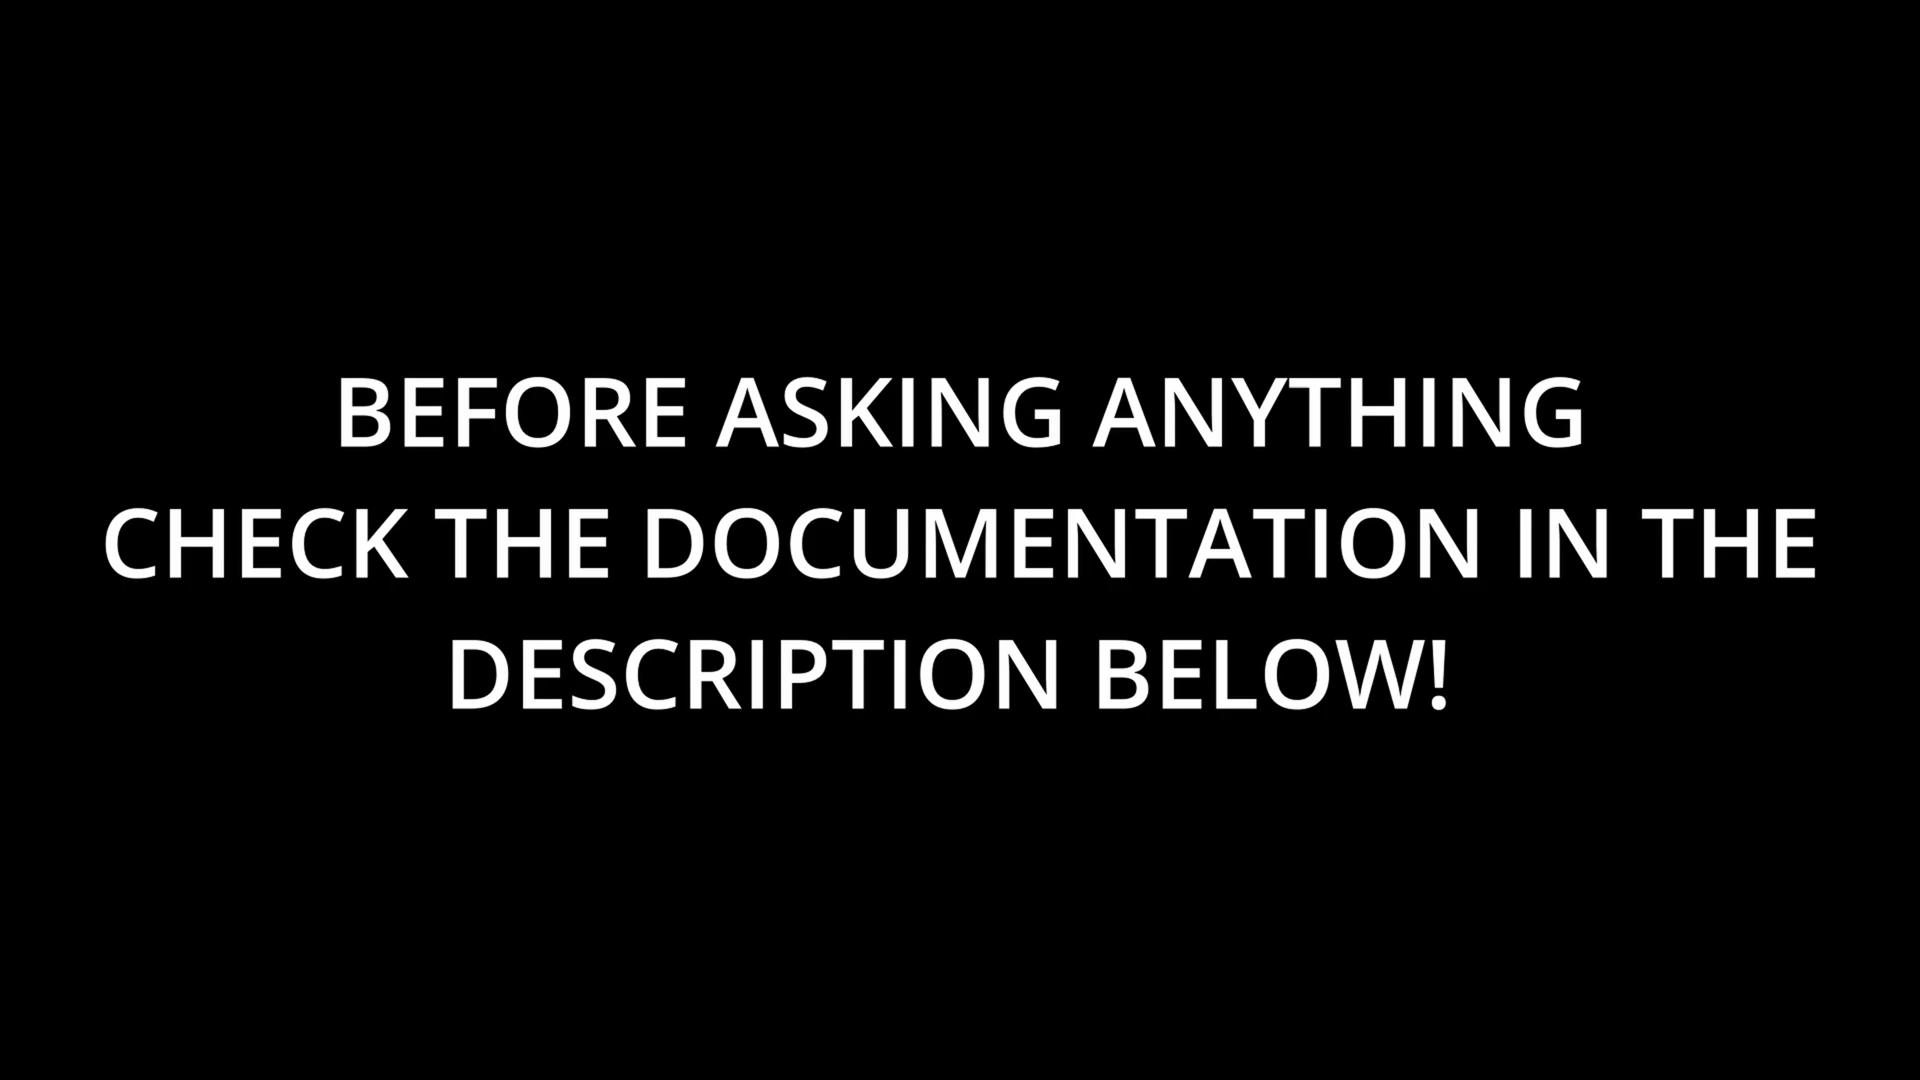 BEFORE ASKING ANYTHING
CHECK THE DOCUMENTATION IN THE
DESCRIPTION BELOW!